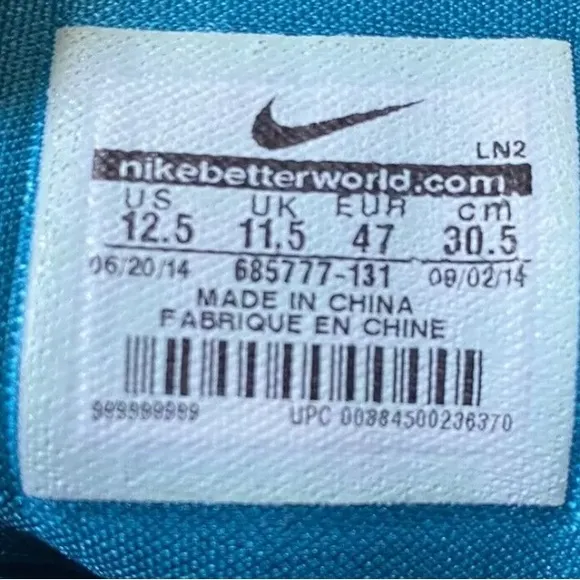 LN2
nikebetterworld.com
US UK EUR cm
12.5 11.5 47 30.5
06/20/14 685777-131 09/02/14
MADE IN CHINA
FABRIQUE EN CHINE
999999999 UPC 00884500236370